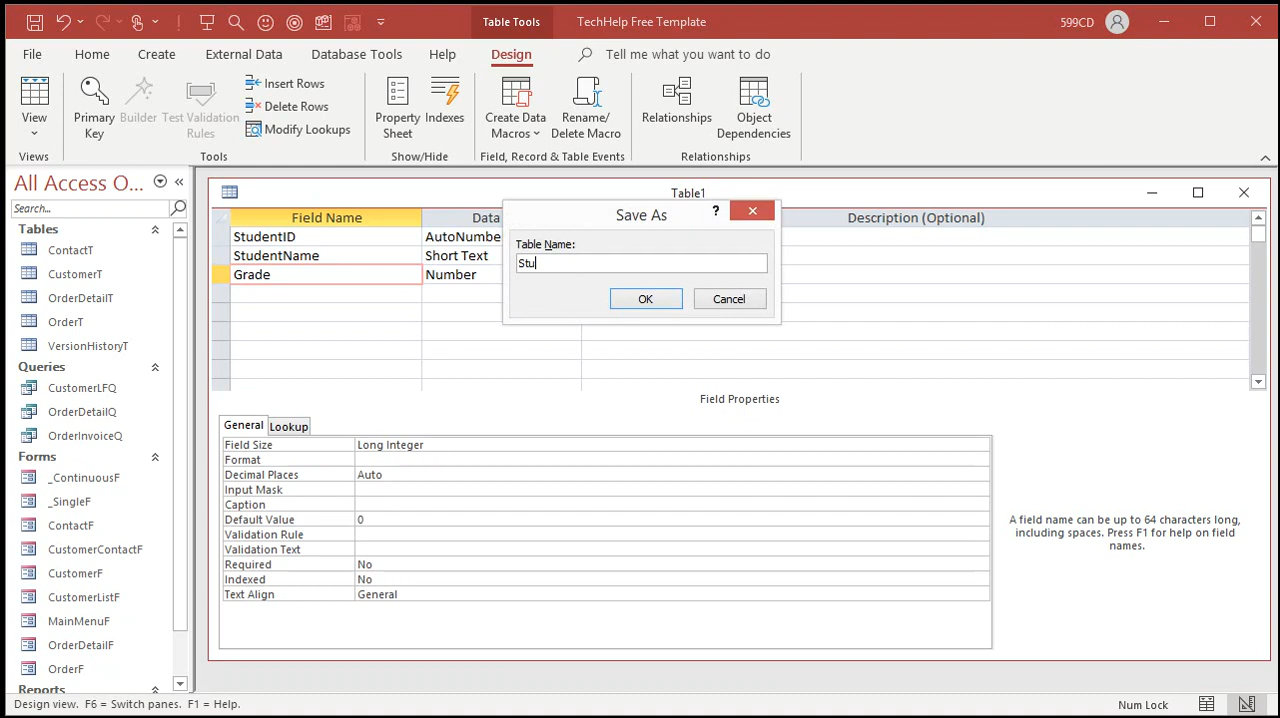 Table Tools
TechHelp Free Template
599CD
File
Home
Create
External Data
Database Tools
Help
Design
Tell me what you want to do
View
Primary
Key
Builder
Test Validation
Rules
Insert Rows
Delete Rows
Modify Lookups
Property
Sheet
Indexes
Create Data
Macros
Rename/
Delete Macro
Relationships
Object
Dependencies
Views
Tools
Show/Hide
Field, Record & Table Events
Relationships
All Access O...
Search...
Tables
ContactT
CustomerT
OrderDetailT
OrderT
VersionHistoryT
Queries
CustomerLFQ
OrderDetailQ
OrderInvoiceQ
Forms
_ContinuousF
_SingleF
ContactF
CustomerContactF
CustomerF
CustomerListF
MainMenuF
OrderDetailF
OrderF
Reports
Table1
Field Name
Data
Description (Optional)
StudentID
AutoNumbe
StudentName
Short Text
Grade
Number
Save As
?
Table Name:
Stu
OK
Cancel
Field Properties
General
Lookup
Field Size
Long Integer
Format
Decimal Places
Auto
Input Mask
Caption
Default Value
0
Validation Rule
Validation Text
Required
No
Indexed
No
Text Align
General
A field name can be up to 64 characters long,
including spaces. Press F1 for help on field
names.
Design view. F6 = Switch panes. F1 = Help.
Num Lock